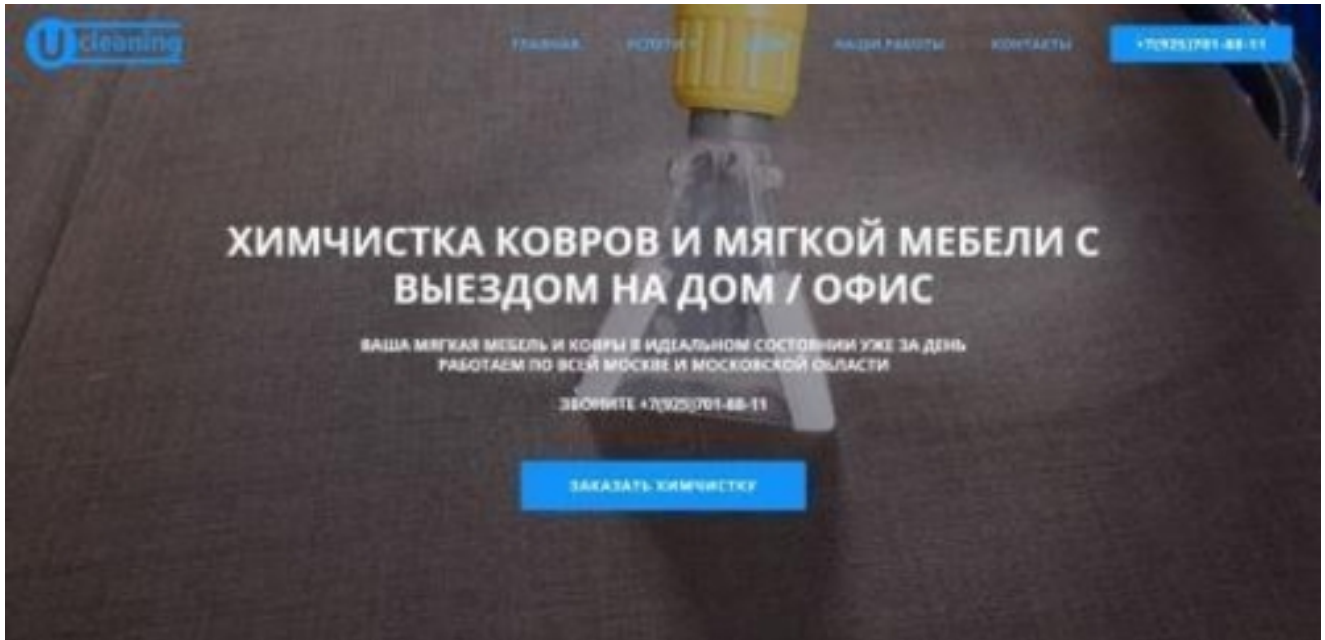 U cleaning
ГЛАВНАЯ УСЛУГИ НАШИ РАБОТЫ КОНТАКТЫ +7(925)701-88-11
ХИМЧИСТКА КОВРОВ И МЯГКОЙ МЕБЕЛИ С
ВЫЕЗДОМ НА ДОМ / ОФИС
ВАША МЯГКАЯ МЕБЕЛЬ И КОВРЫ В ИДЕАЛЬНОМ СОСТОЯНИИ УЖЕ ЗА ДЕНЬ
РАБОТАЕМ ПО ВСЕЙ МОСКВЕ И МОСКОВСКОЙ ОБЛАСТИ
ЗВОНИТЕ +7(925)701-88-11
ЗАКАЗАТЬ ХИМЧИСТКУ